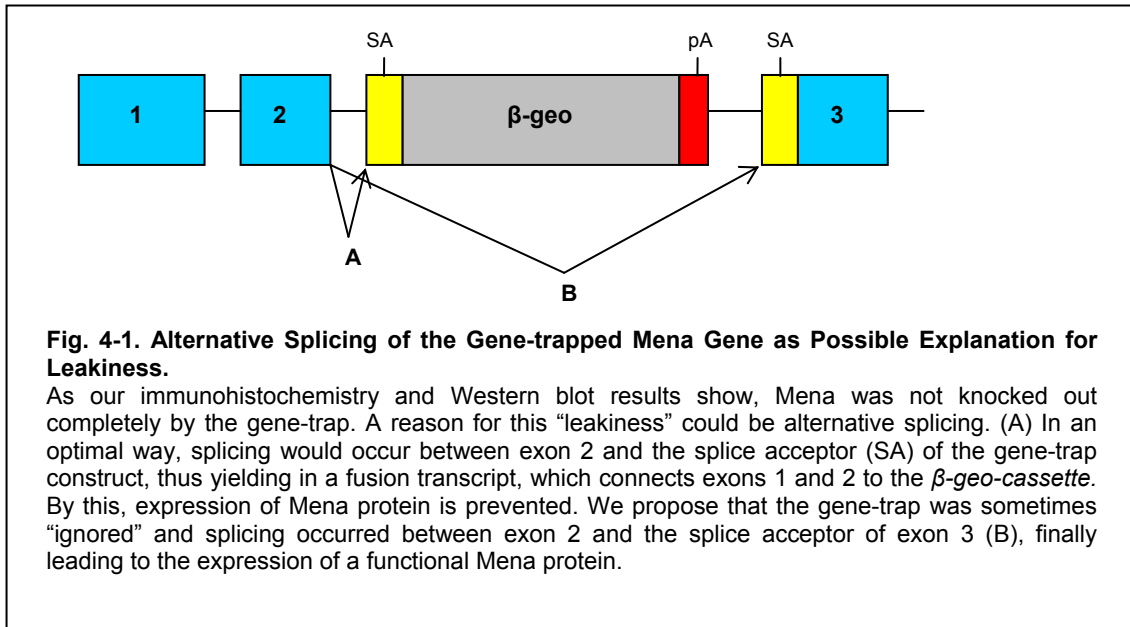 SA pA SA
1 2 β-geo 3
A
B
Fig. 4-1. Alternative Splicing of the Gene-trapped Mena Gene as Possible Explanation for
Leakiness.
As our immunohistochemistry and Western blot results show, Mena was not knocked out
completely by the gene-trap. A reason for this “leakiness” could be alternative splicing. (A) In an
optimal way, splicing would occur between exon 2 and the splice acceptor (SA) of the gene-trap
construct, thus yielding in a fusion transcript, which connects exons 1 and 2 to the β-geo-cassette.
By this, expression of Mena protein is prevented. We propose that the gene-trap was sometimes
“ignored” and splicing occurred between exon 2 and the splice acceptor of exon 3 (B), finally
leading to the expression of a functional Mena protein.